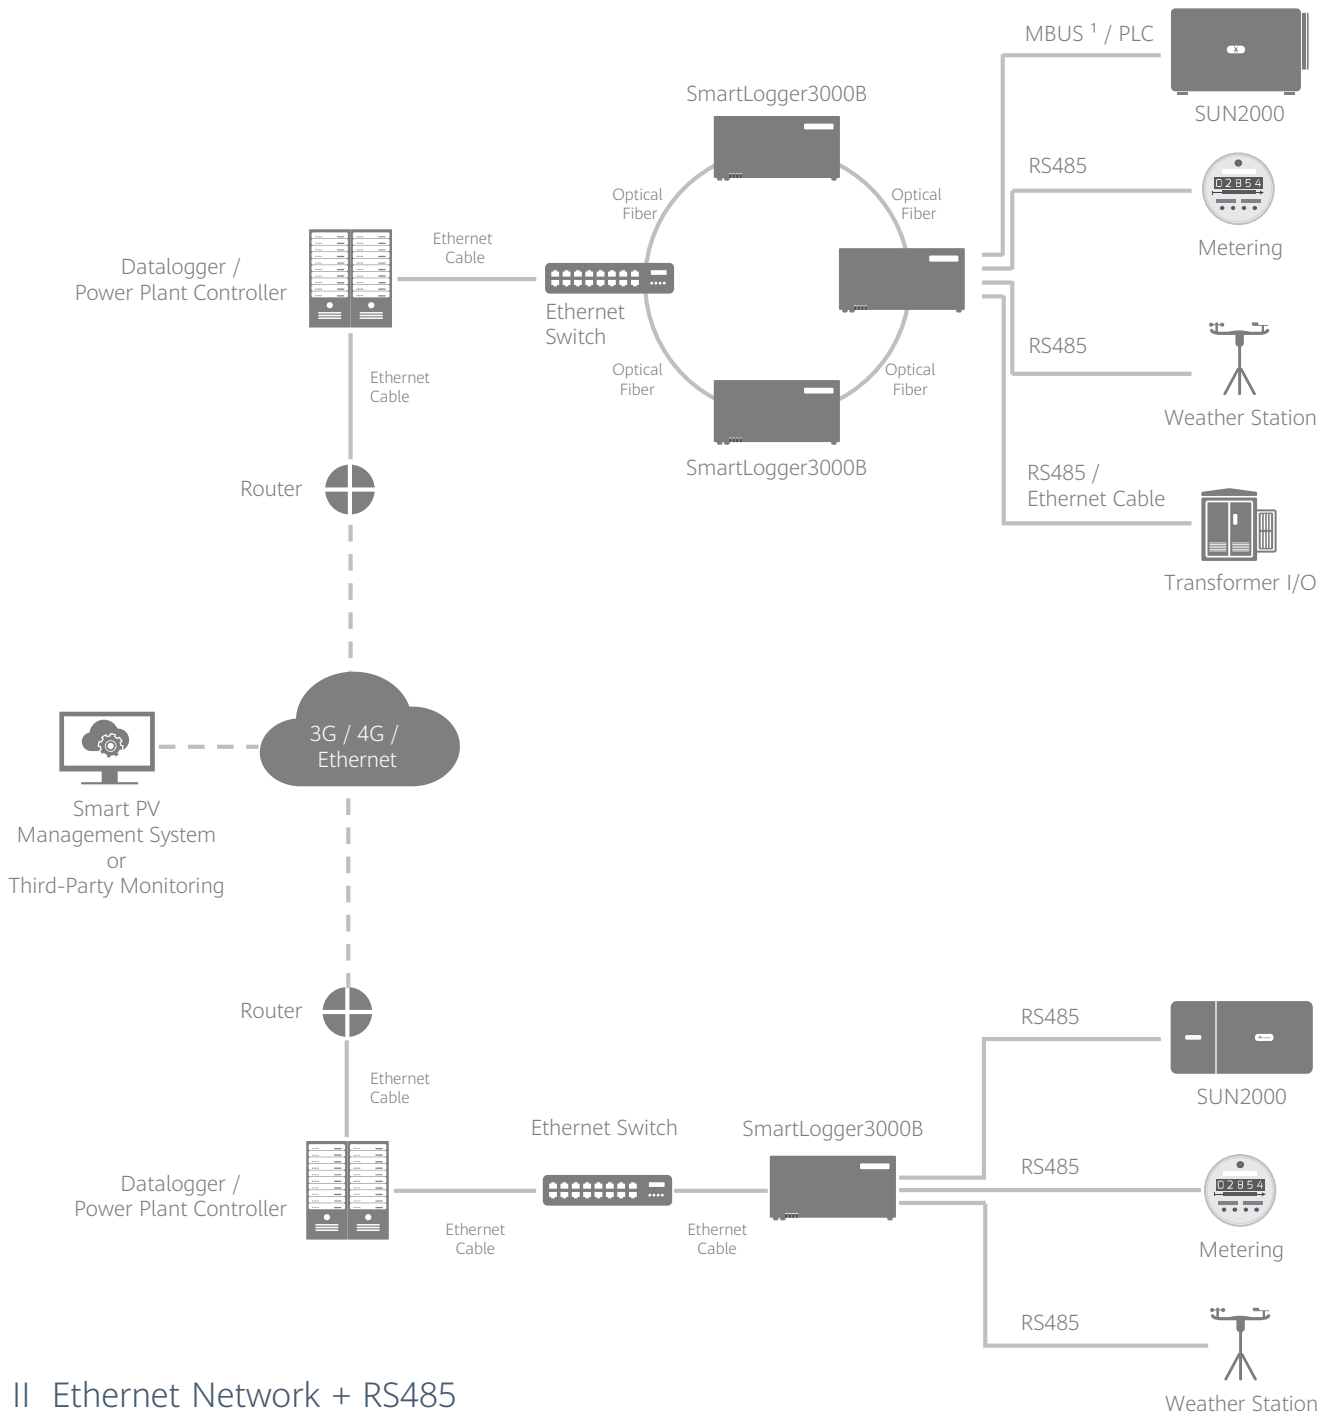 MBUS ¹ / PLC
SUN2000
SmartLogger3000B
RS485
02854
Metering
Optical
Fiber
Optical
Fiber
Ethernet
Cable
Datalogger /
Power Plant Controller
Ethernet
Switch
RS485
Weather Station
Optical
Fiber
Optical
Fiber
Ethernet
Cable
SmartLogger3000B
RS485 /
Ethernet Cable
Router
Transformer I/O
3G / 4G /
Ethernet
Smart PV
Management System
or
Third-Party Monitoring
Router
RS485
SUN2000
Ethernet
Cable
Ethernet Switch
SmartLogger3000B
RS485
02854
Datalogger /
Power Plant Controller
Ethernet
Cable
Ethernet
Cable
Metering
RS485
Weather Station
II Ethernet Network + RS485